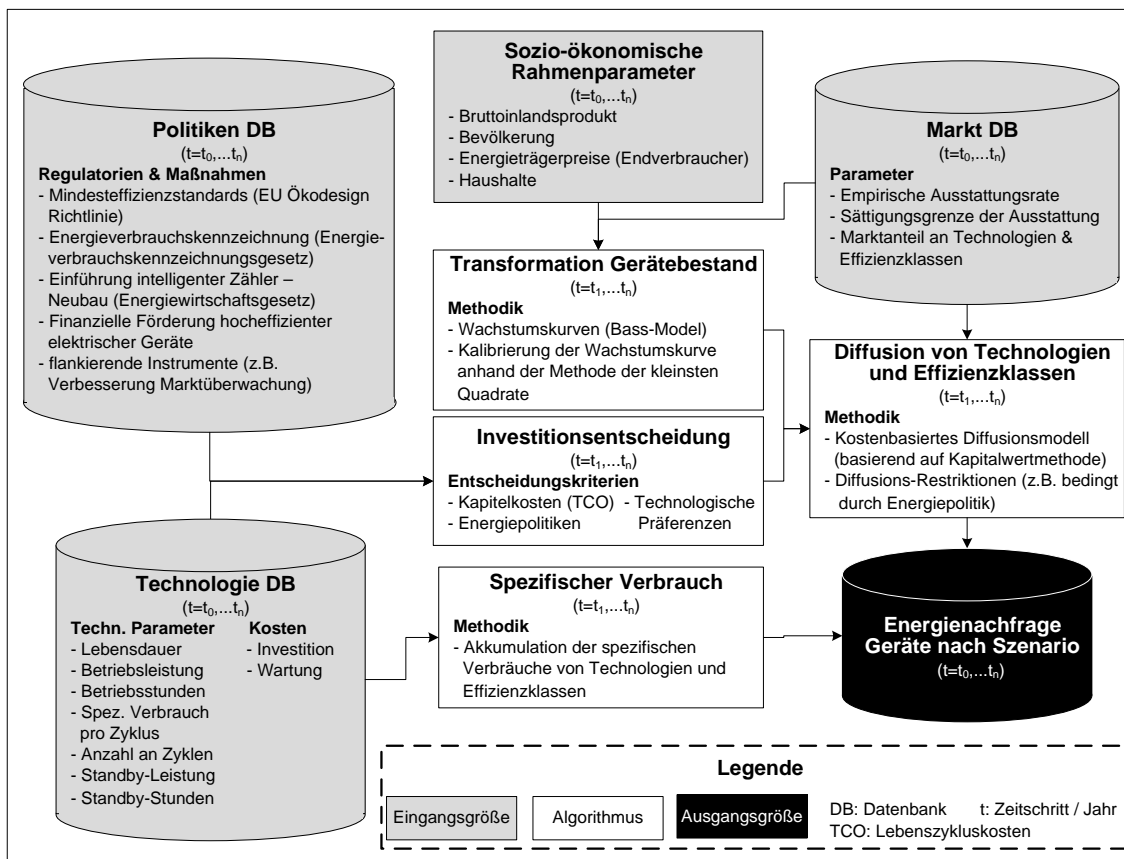 Politiken DB
(t=t0,...tn)
Regulatorien & Maßnahmen
- Mindesteffizienzstandards (EU Ökodesign
Richtlinie)
- Energieverbrauchskennzeichnung (Energie-
verbrauchskennzeichnungsgesetz)
- Einführung intelligenter Zähler –
Neubau (Energiewirtschaftsgesetz)
- Finanzielle Förderung hocheffizienter
elektrischer Geräte
- flankierende Instrumente (z.B.
Verbesserung Marktüberwachung)
Sozio-ökonomische
Rahmenparameter
(t=t0,...tn)
- Bruttoinlandsprodukt
- Bevölkerung
- Energieträgerpreise (Endverbraucher)
- Haushalte
Markt DB
(t=t0,...tn)
Parameter
- Empirische Ausstattungsrate
- Sättigungsgrenze der Ausstattung
- Marktanteil an Technologien &
Effizienzklassen
Transformation Gerätebestand
(t=t1,...tn)
Methodik
- Wachstumskurven (Bass-Model)
- Kalibrierung der Wachstumskurve
anhand der Methode der kleinsten
Quadrate
Diffusion von Technologien
und Effizienzklassen
(t=t1,...tn)
Methodik
- Kostenbasiertes Diffusionsmodell
(basierend auf Kapitalwertmethode)
- Diffusions-Restriktionen (z.B. bedingt
durch Energiepolitik)
Investitionsentscheidung
(t=t1,...tn)
Entscheidungskriterien
- Kapitelkosten (TCO) - Technologische
- Energiepolitiken Präferenzen
Technologie DB
(t=t0,...tn)
Techn. Parameter Kosten
- Lebensdauer - Investition
- Betriebsleistung - Wartung
- Betriebsstunden
- Spez. Verbrauch
pro Zyklus
- Anzahl an Zyklen
- Standby-Leistung
- Standby-Stunden
Spezifischer Verbrauch
(t=t1,...tn)
Methodik
- Akkumulation der spezifischen
Verbräuche von Technologien und
Effizienzklassen
Energienachfrage
Geräte nach Szenario
(t=t0,...tn)
Legende
Eingangsgröße Algorithmus Ausgangsgröße
DB: Datenbank t: Zeitschritt / Jahr
TCO: Lebenszykluskosten